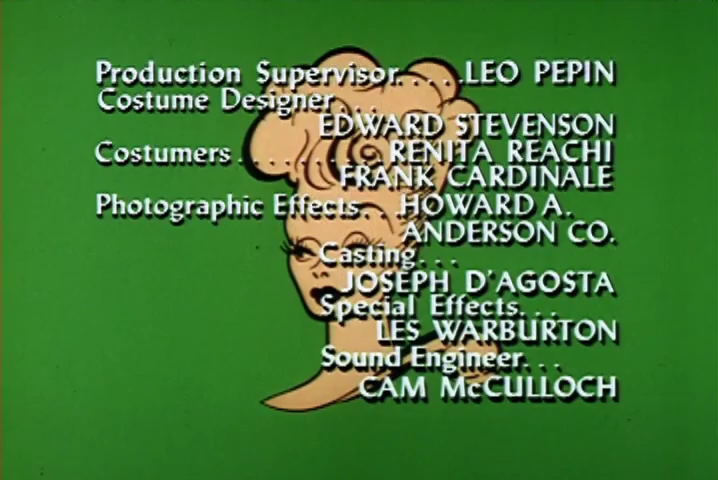 Production Supervisor.....LEO PEPIN
Costume Designer....
EDWARD STEVENSON
Costumers........RENITA REACHI
FRANK CARDINALE
Photographic Effects...HOWARD A.
ANDERSON CO.
Casting...
JOSEPH D'AGOSTA
Special Effects...
LES WARBURTON
Sound Engineer...
CAM McCULLOCH